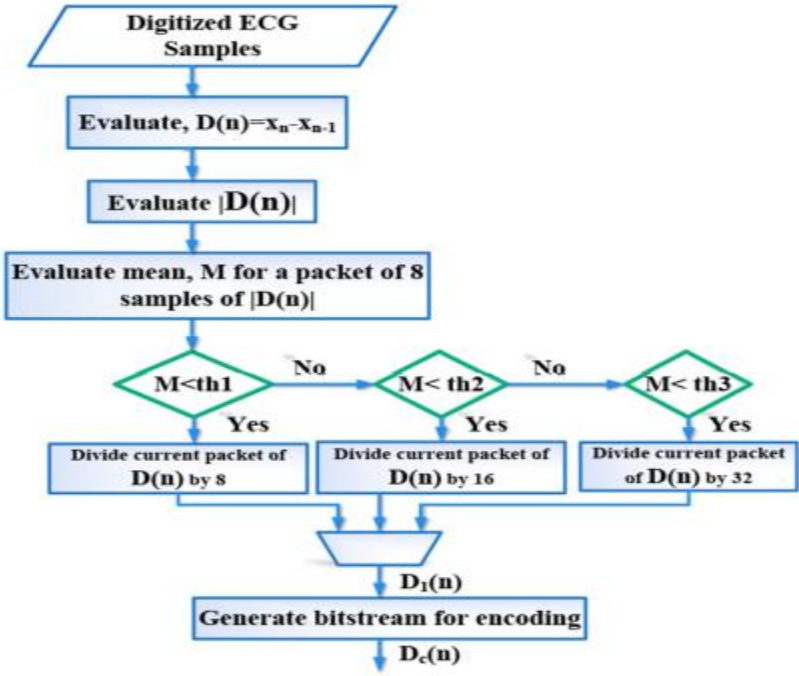 Digitized ECG
Samples
Evaluate, D(n)=xₙ-xₙ₋₁
Evaluate |D(n)|
Evaluate mean, M for a packet of 8
samples of |D(n)|
M<th1
No
M< th2
No
M< th3
Yes
Yes
Yes
Divide current packet of
D(n) by 8
Divide current packet of
D(n) by 16
Divide current packet
of D(n) by 32
D₁(n)
Generate bitstream for encoding
D_c(n)